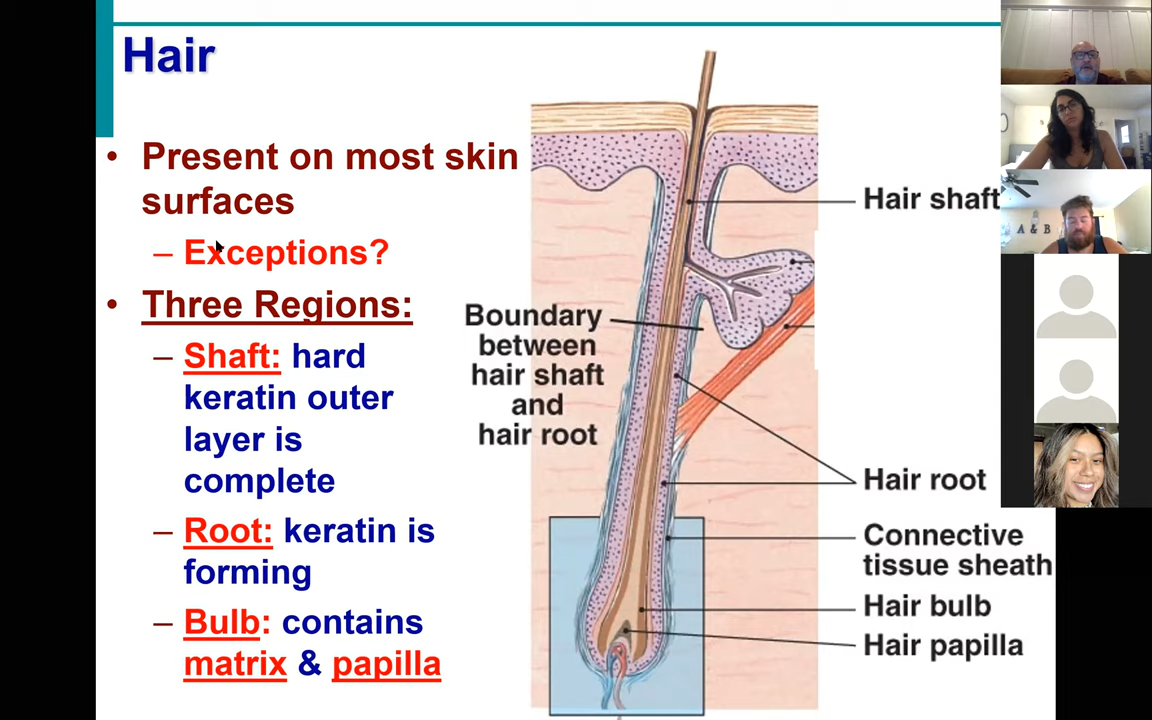 Hair
• Present on most skin
surfaces
– Exceptions?
• Three Regions:
– Shaft: hard
keratin outer
layer is
complete
– Root: keratin is
forming
– Bulb: contains
matrix & papilla
Hair shaft
Boundary
between
hair shaft
and
hair root
Hair root
Connective
tissue sheath
Hair bulb
Hair papilla
A & B